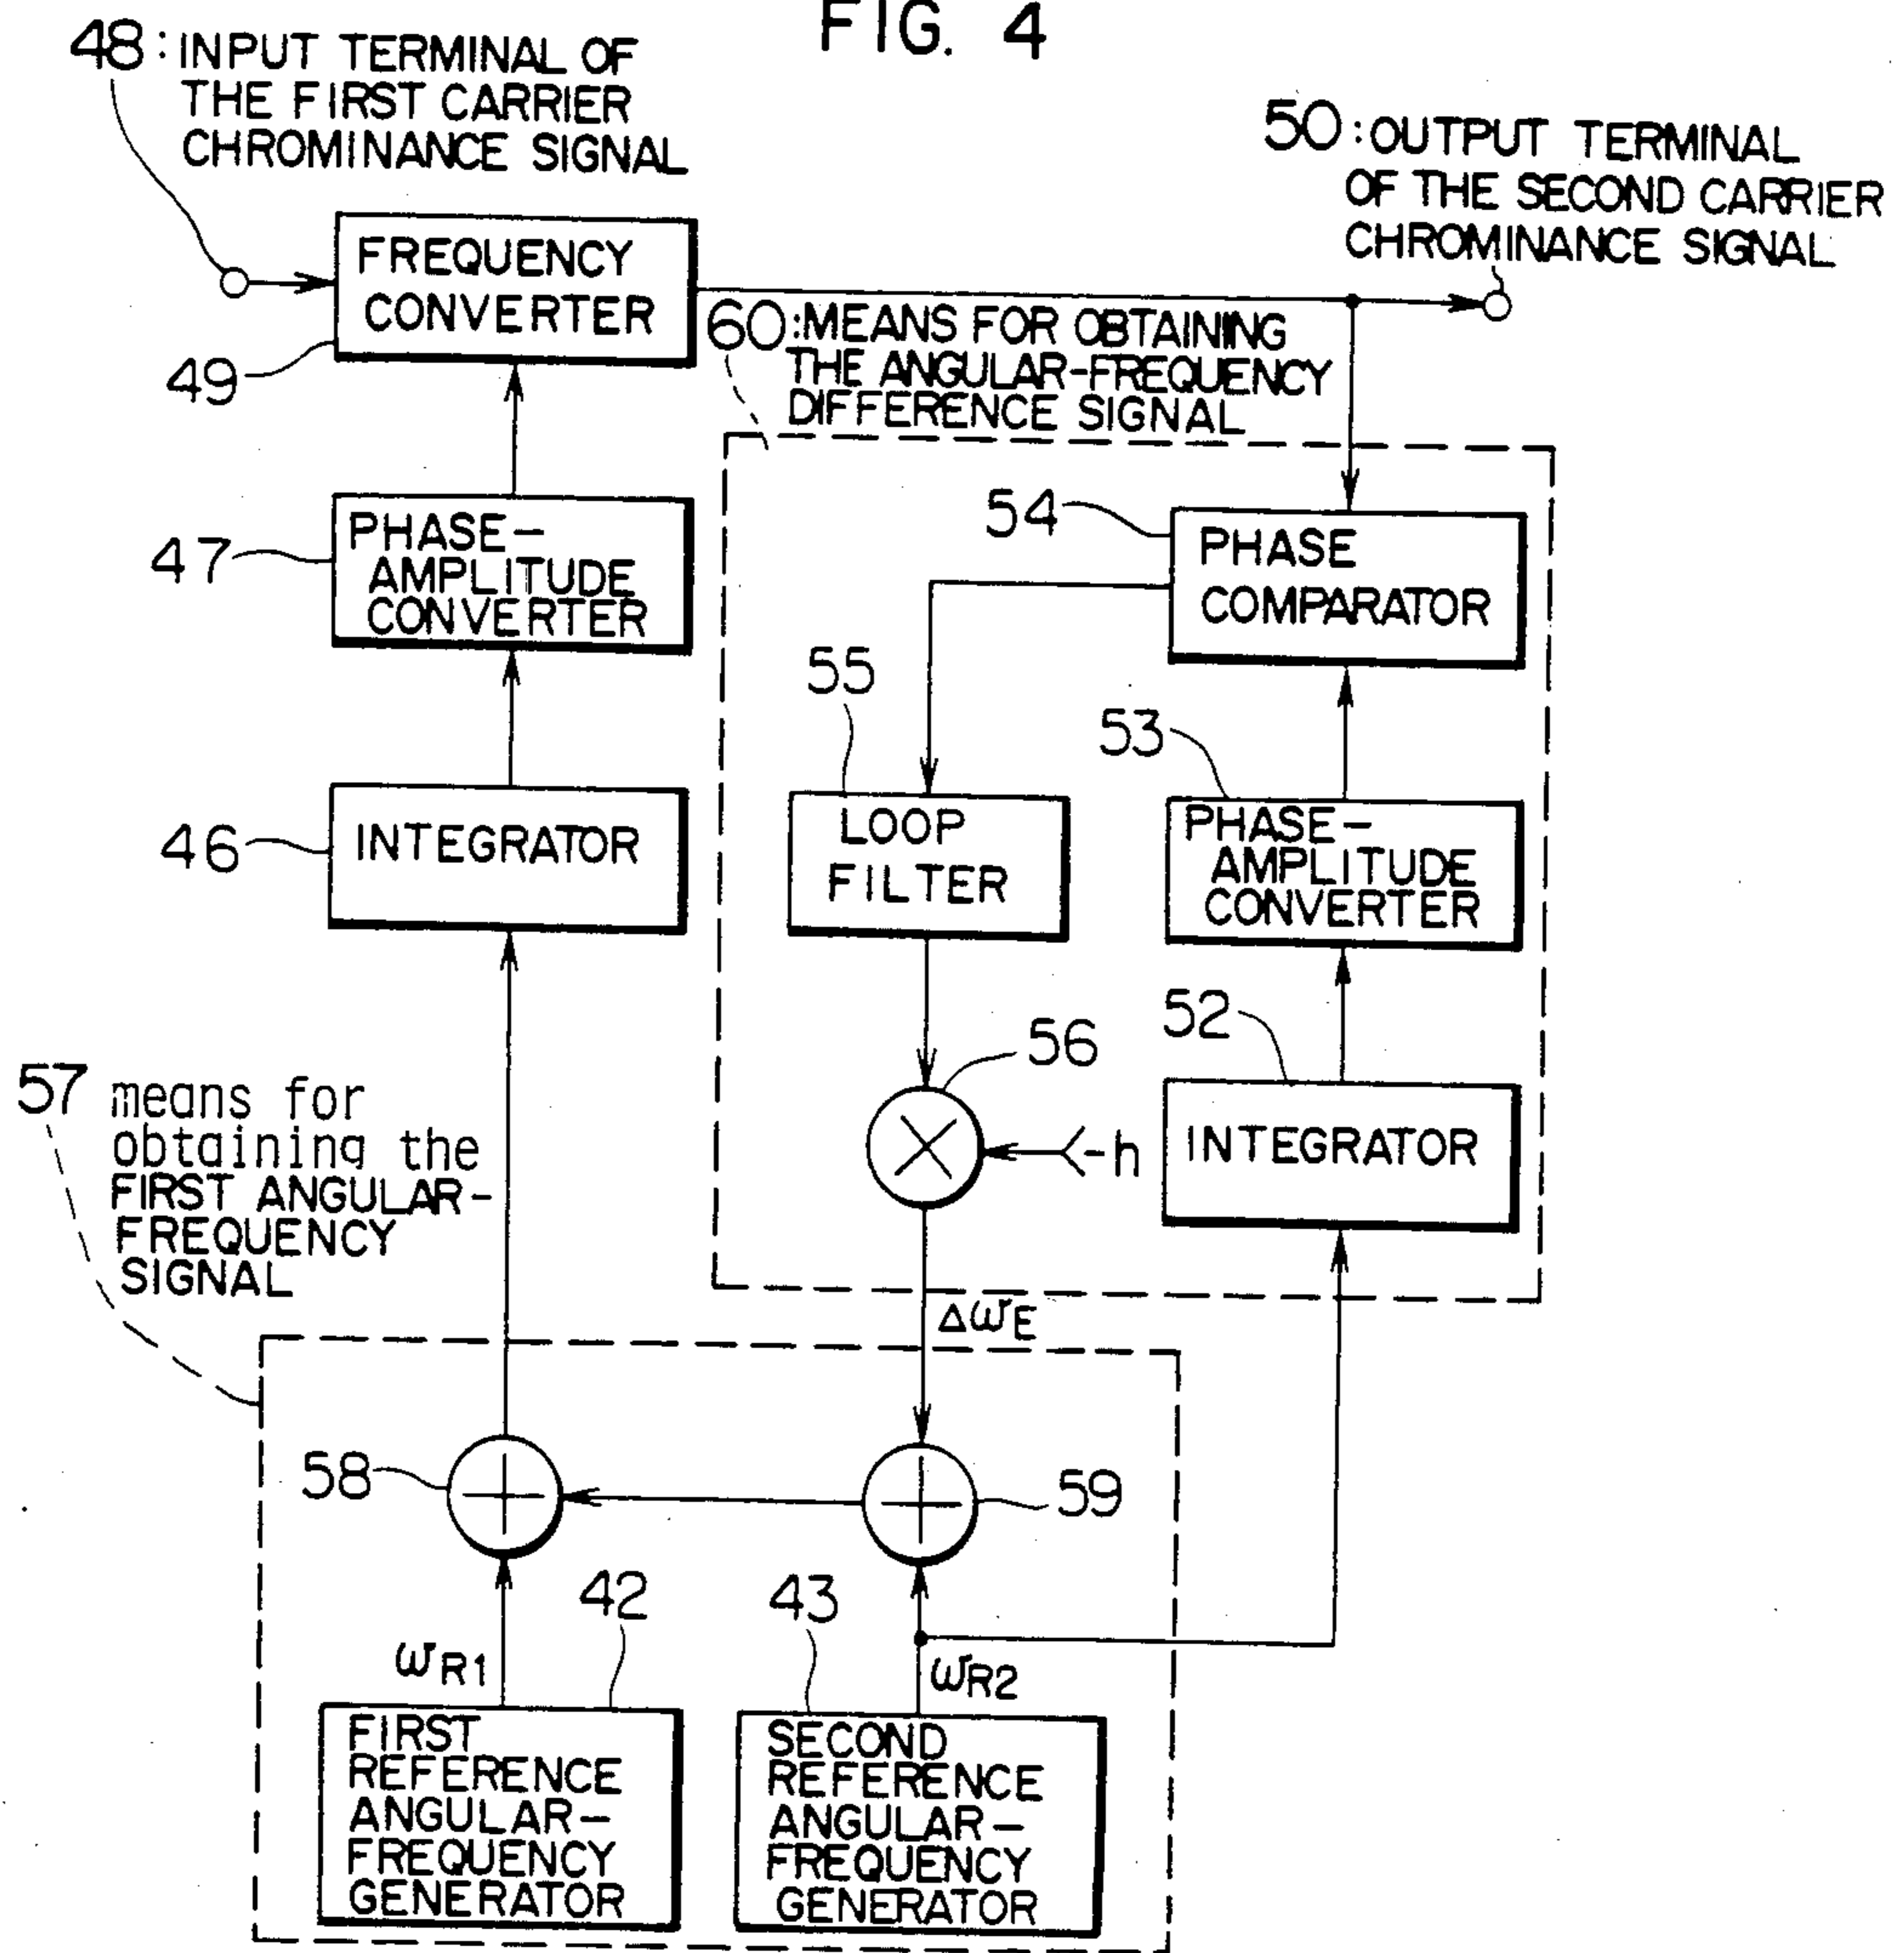 FIG. 4
48: INPUT TERMINAL OF
THE FIRST CARRIER
CHROMINANCE SIGNAL
50: OUTPUT TERMINAL
OF THE SECOND CARRIER
CHROMINANCE SIGNAL
FREQUENCY
CONVERTER
49
60: MEANS FOR OBTAINING
THE ANGULAR-FREQUENCY
DIFFERENCE SIGNAL
47
PHASE-
AMPLITUDE
CONVERTER
54
PHASE
COMPARATOR
55
53
46
INTEGRATOR
LOOP
FILTER
PHASE-
AMPLITUDE
CONVERTER
52
56
57 means for
obtaining the
FIRST ANGULAR-
FREQUENCY
SIGNAL
-h
INTEGRATOR
ΔωE
58
59
42
43
ωR1
ωR2
FIRST
REFERENCE
ANGULAR-
FREQUENCY
GENERATOR
SECOND
REFERENCE
ANGULAR-
FREQUENCY
GENERATOR